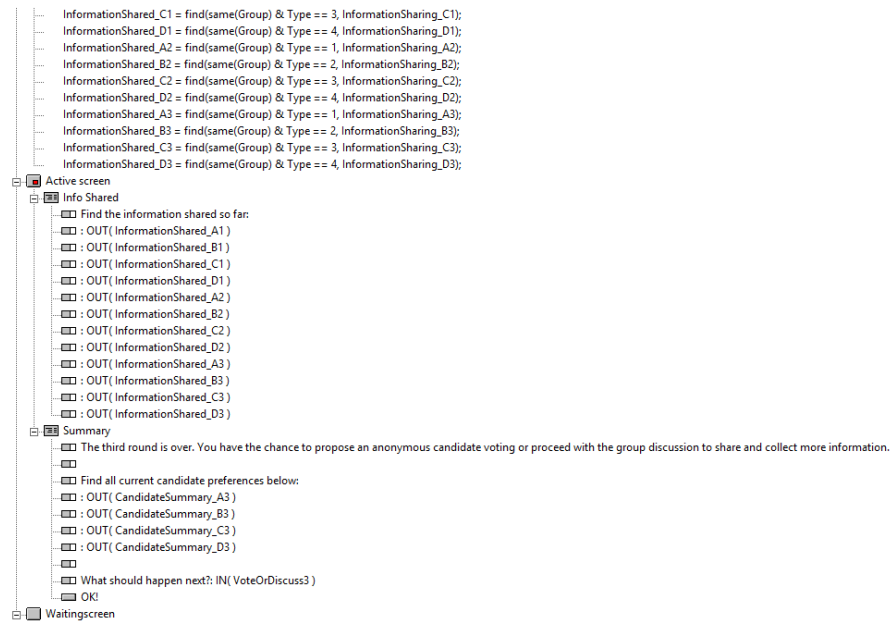 InformationShared_C1 = find(same(Group) & Type == 3, InformationSharing_C1);
InformationShared_D1 = find(same(Group) & Type == 4, InformationSharing_D1);
InformationShared_A2 = find(same(Group) & Type == 1, InformationSharing_A2);
InformationShared_B2 = find(same(Group) & Type == 2, InformationSharing_B2);
InformationShared_C2 = find(same(Group) & Type == 3, InformationSharing_C2);
InformationShared_D2 = find(same(Group) & Type == 4, InformationSharing_D2);
InformationShared_A3 = find(same(Group) & Type == 1, InformationSharing_A3);
InformationShared_B3 = find(same(Group) & Type == 2, InformationSharing_B3);
InformationShared_C3 = find(same(Group) & Type == 3, InformationSharing_C3);
InformationShared_D3 = find(same(Group) & Type == 4, InformationSharing_D3);
Active screen
Info Shared
Find the information shared so far:
: OUT( InformationShared_A1 )
: OUT( InformationShared_B1 )
: OUT( InformationShared_C1 )
: OUT( InformationShared_D1 )
: OUT( InformationShared_A2 )
: OUT( InformationShared_B2 )
: OUT( InformationShared_C2 )
: OUT( InformationShared_D2 )
: OUT( InformationShared_A3 )
: OUT( InformationShared_B3 )
: OUT( InformationShared_C3 )
: OUT( InformationShared_D3 )
Summary
The third round is over. You have the chance to propose an anonymous candidate voting or proceed with the group discussion to share and collect more information.
Find all current candidate preferences below:
: OUT( CandidateSummary_A3 )
: OUT( CandidateSummary_B3 )
: OUT( CandidateSummary_C3 )
: OUT( CandidateSummary_D3 )
What should happen next?: IN( VoteOrDiscuss3 )
OK!
Waitingscreen